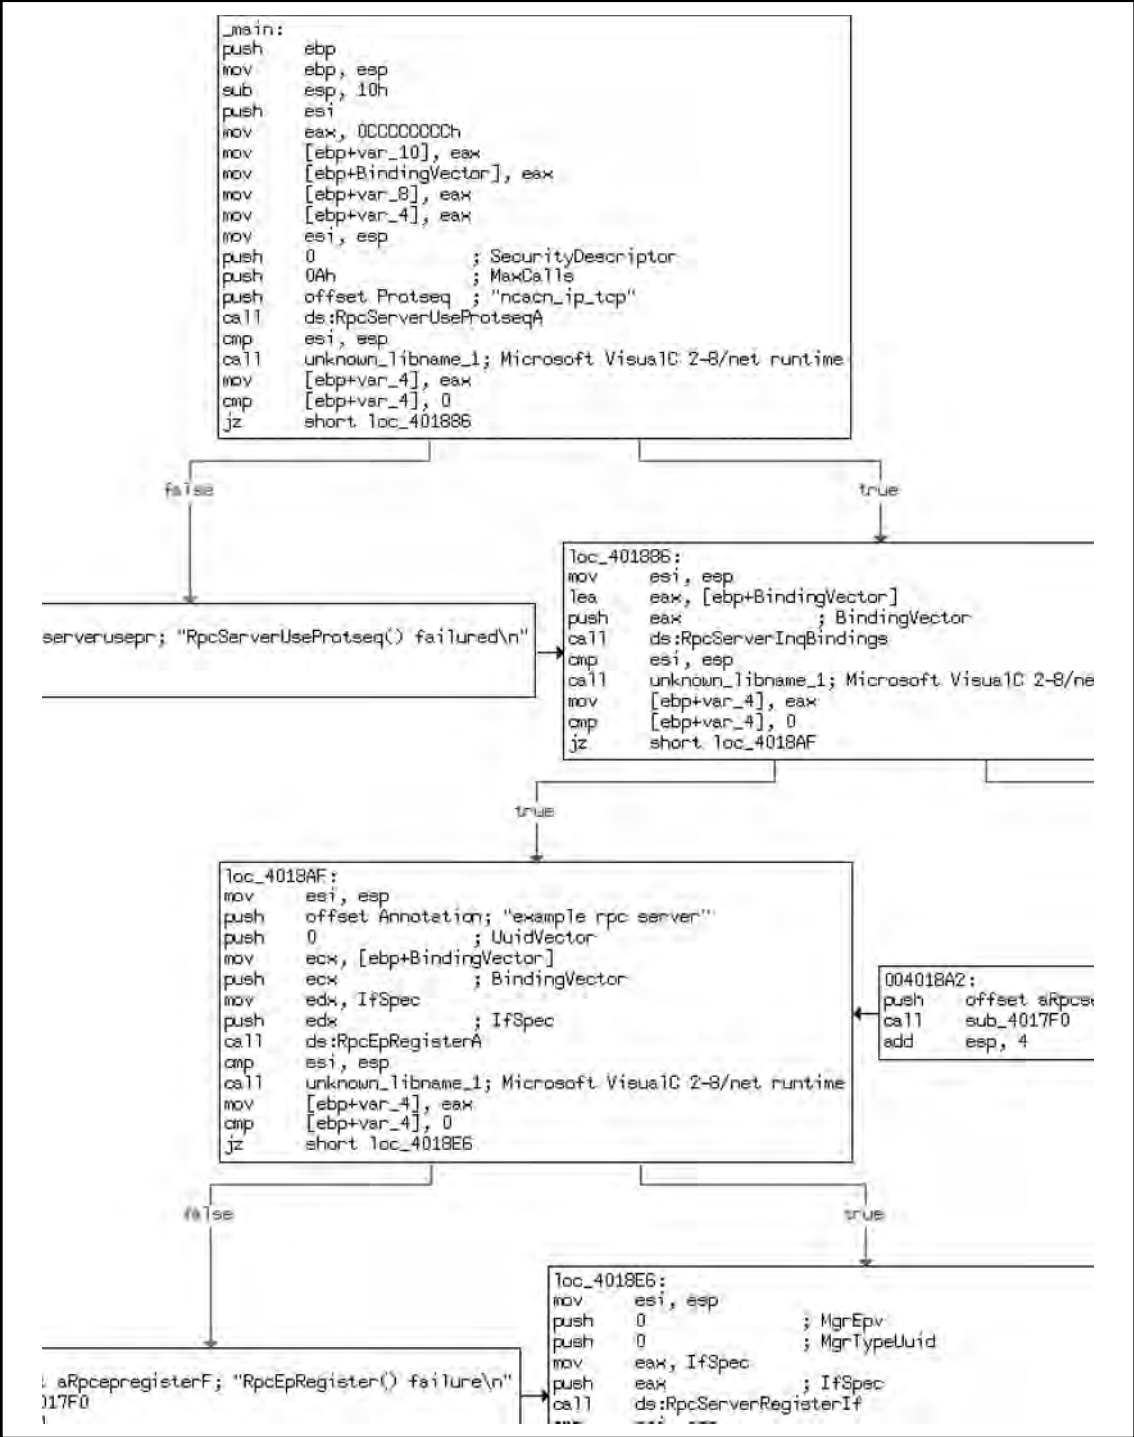 _main:
push ebp
mov ebp, esp
sub esp, 10h
push esi
mov eax, 0CCCCCCCCh
mov [ebp+var_10], eax
mov [ebp+BindingVector], eax
mov [ebp+var_8], eax
mov [ebp+var_4], eax
mov esi, esp
push 0 ; SecurityDescriptor
push 0Ah ; MaxCalls
push offset Protseq ; "ncacn_ip_tcp"
call ds:RpcServerUseProtseqA
cmp esi, esp
call unknown_libname_1; Microsoft VisualC 2-8/net runtime
mov [ebp+var_4], eax
cmp [ebp+var_4], 0
jz short loc_401886
false
true
loc_401886:
mov esi, esp
lea eax, [ebp+BindingVector]
push eax ; BindingVector
call ds:RpcServerInqBindings
cmp esi, esp
call unknown_libname_1; Microsoft VisualC 2-8/ne
mov [ebp+var_4], eax
cmp [ebp+var_4], 0
jz short loc_4018AF
serverusepr; "RpcServerUseProtseq() failured\n"
true
loc_4018AF:
mov esi, esp
push offset Annotation; "example rpc server"
push 0 ; UuidVector
mov ecx, [ebp+BindingVector]
push ecx ; BindingVector
mov edx, IfSpec
push edx ; IfSpec
call ds:RpcEpRegisterA
cmp esi, esp
call unknown_libname_1; Microsoft VisualC 2-8/net runtime
mov [ebp+var_4], eax
cmp [ebp+var_4], 0
jz short loc_4018E6
004018A2:
push offset aRpcse
call sub_4017F0
add esp, 4
false
true
loc_4018E6:
mov esi, esp
push 0 ; MgrEpv
push 0 ; MgrTypeUuid
mov eax, IfSpec
push eax ; IfSpec
call ds:RpcServerRegisterIf
aRpcepregisterF; "RpcEpRegister() failure\n"
017F0